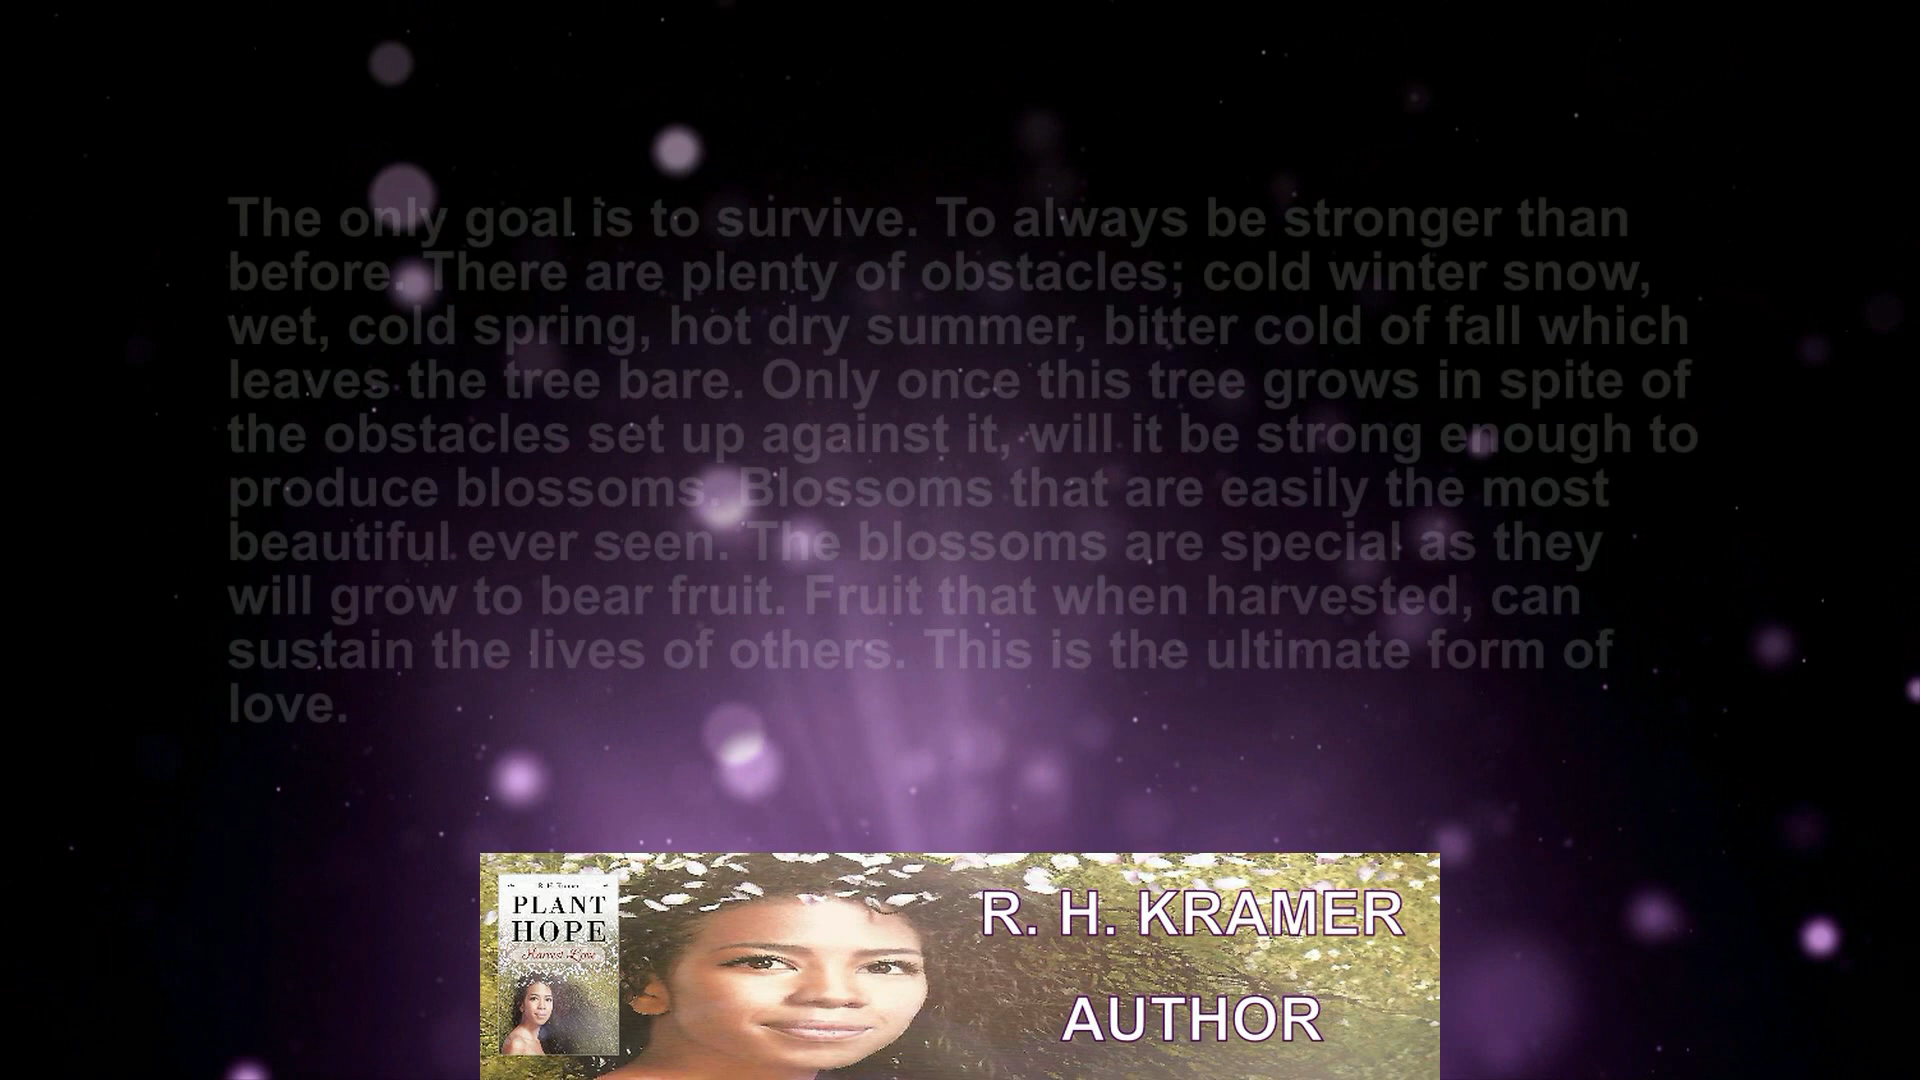 The only goal is to survive. To always be stronger than
before. There are plenty of obstacles; cold winter snow,
wet, cold spring, hot dry summer, bitter cold of fall which
leaves the tree bare. Only once this tree grows in spite of
the obstacles set up against it, will it be strong enough to
produce blossoms. Blossoms that are easily the most
beautiful ever seen. The blossoms are special as they
will grow to bear fruit. Fruit that when harvested, can
sustain the lives of others. This is the ultimate form of
love.
R. H. Kramer
PLANT
HOPE
Harvest Love
R. H. KRAMER
AUTHOR